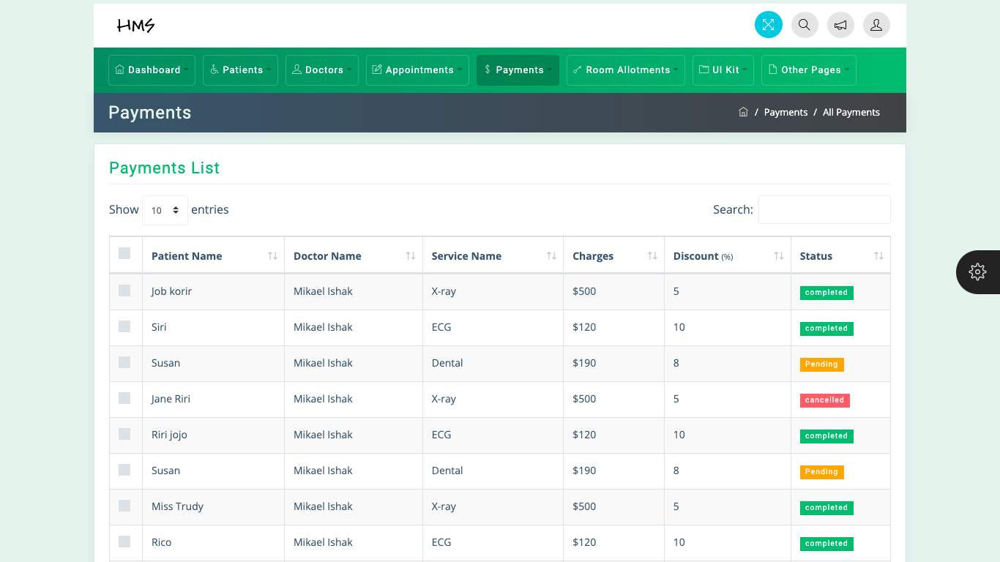 HMS
Dashboard Patients Doctors Appointments $ Payments Room Allotments UI Kit Other Pages
Payments
/ Payments / All Payments
Payments List
Show 10 entries Search:
Patient Name Doctor Name Service Name Charges Discount (%) Status
Job korir Mikael Ishak X-ray $500 5 completed
Siri Mikael Ishak ECG $120 10 completed
Susan Mikael Ishak Dental $190 8 Pending
Jane Riri Mikael Ishak X-ray $500 5 cancelled
Riri jojo Mikael Ishak ECG $120 10 completed
Susan Mikael Ishak Dental $190 8 Pending
Miss Trudy Mikael Ishak X-ray $500 5 completed
Rico Mikael Ishak ECG $120 10 completed